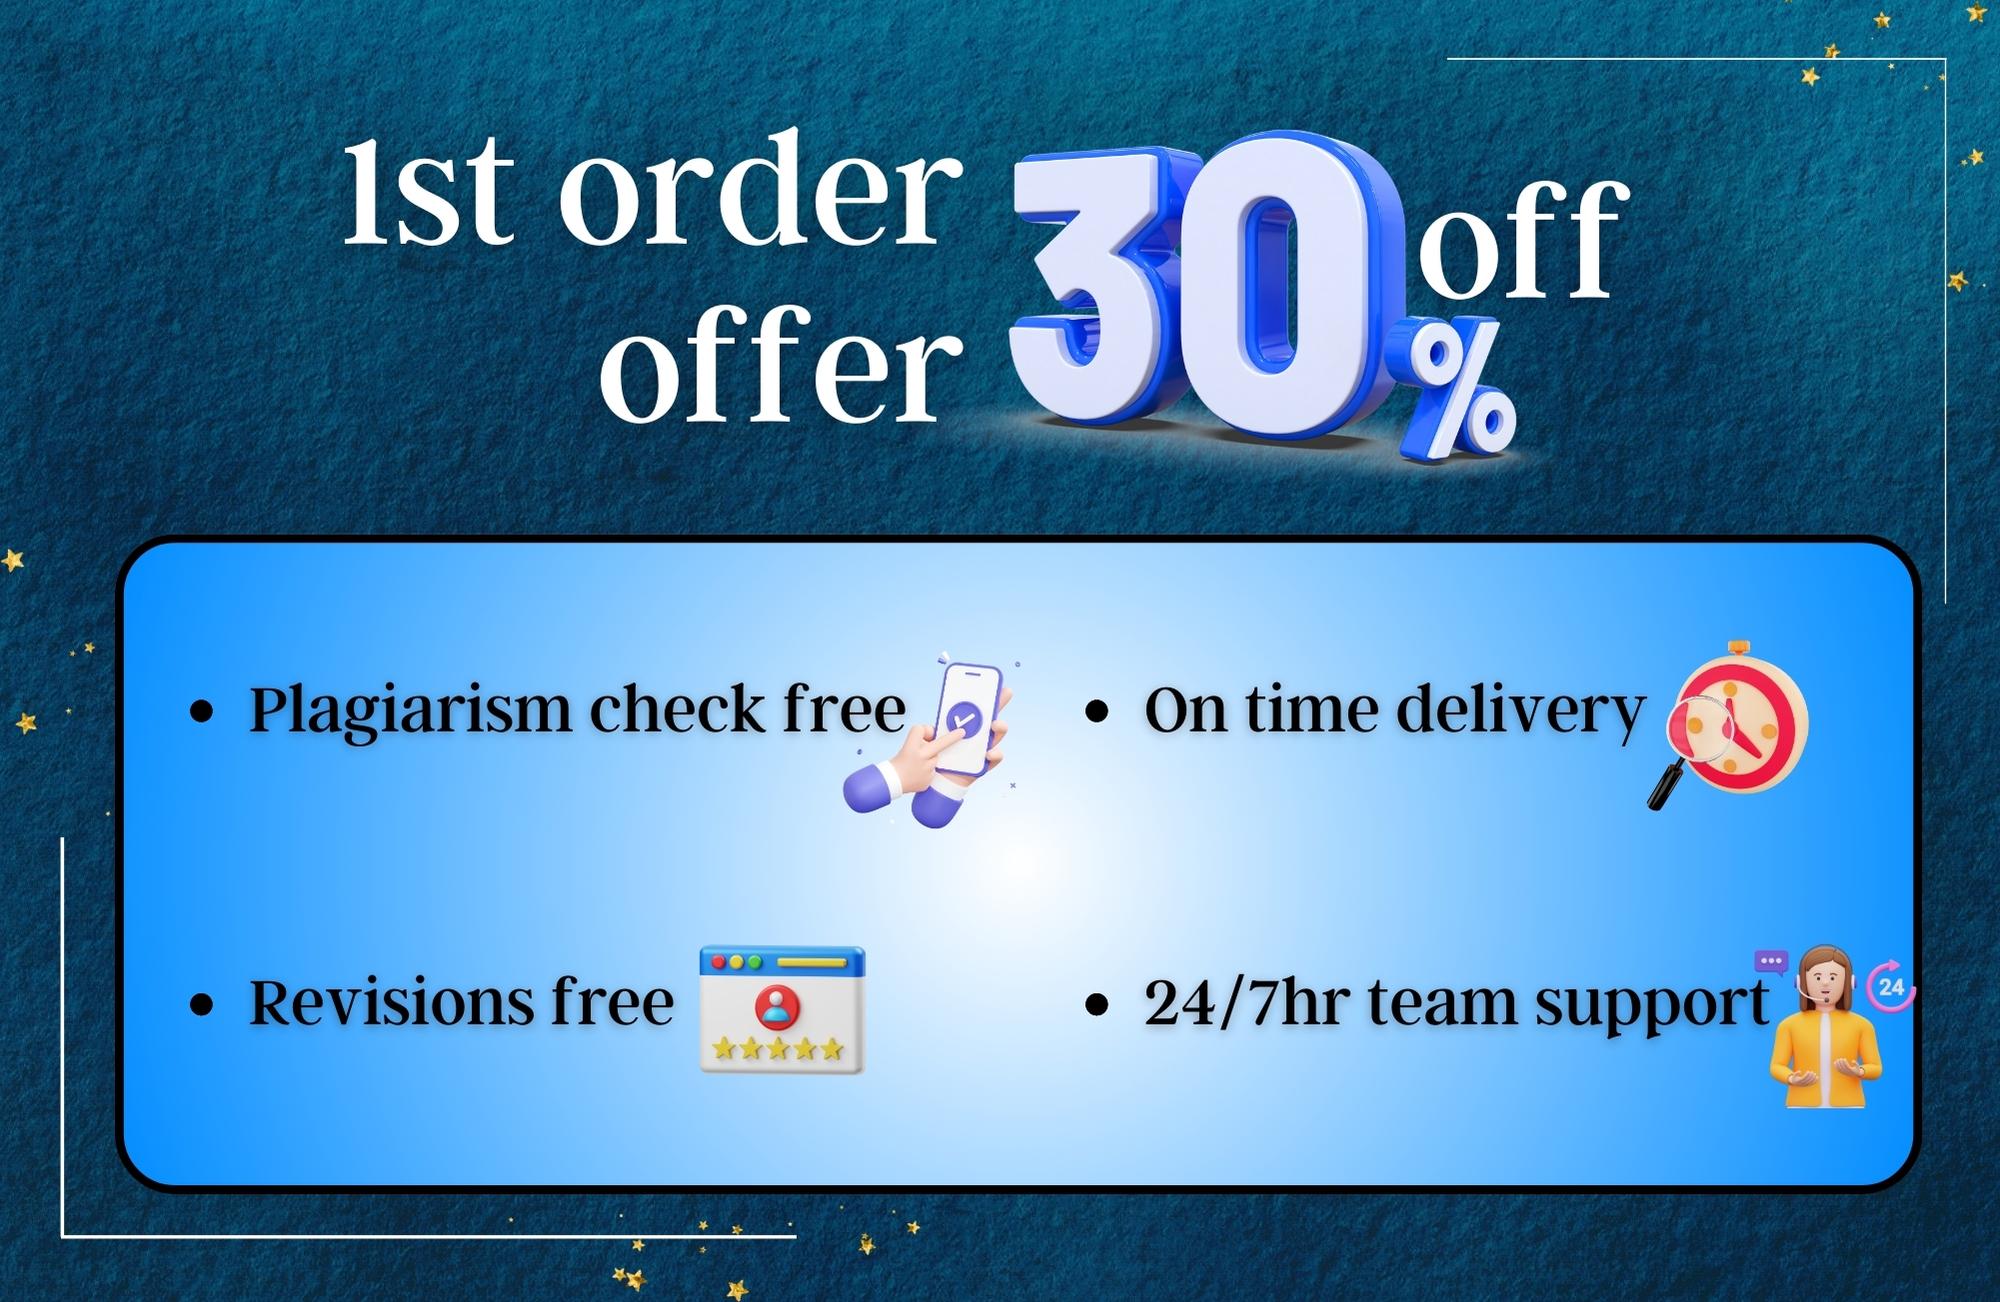 1st order
offer
30%
off
• Plagiarism check free
• On time delivery
• Revisions free
• 24/7hr team support
24